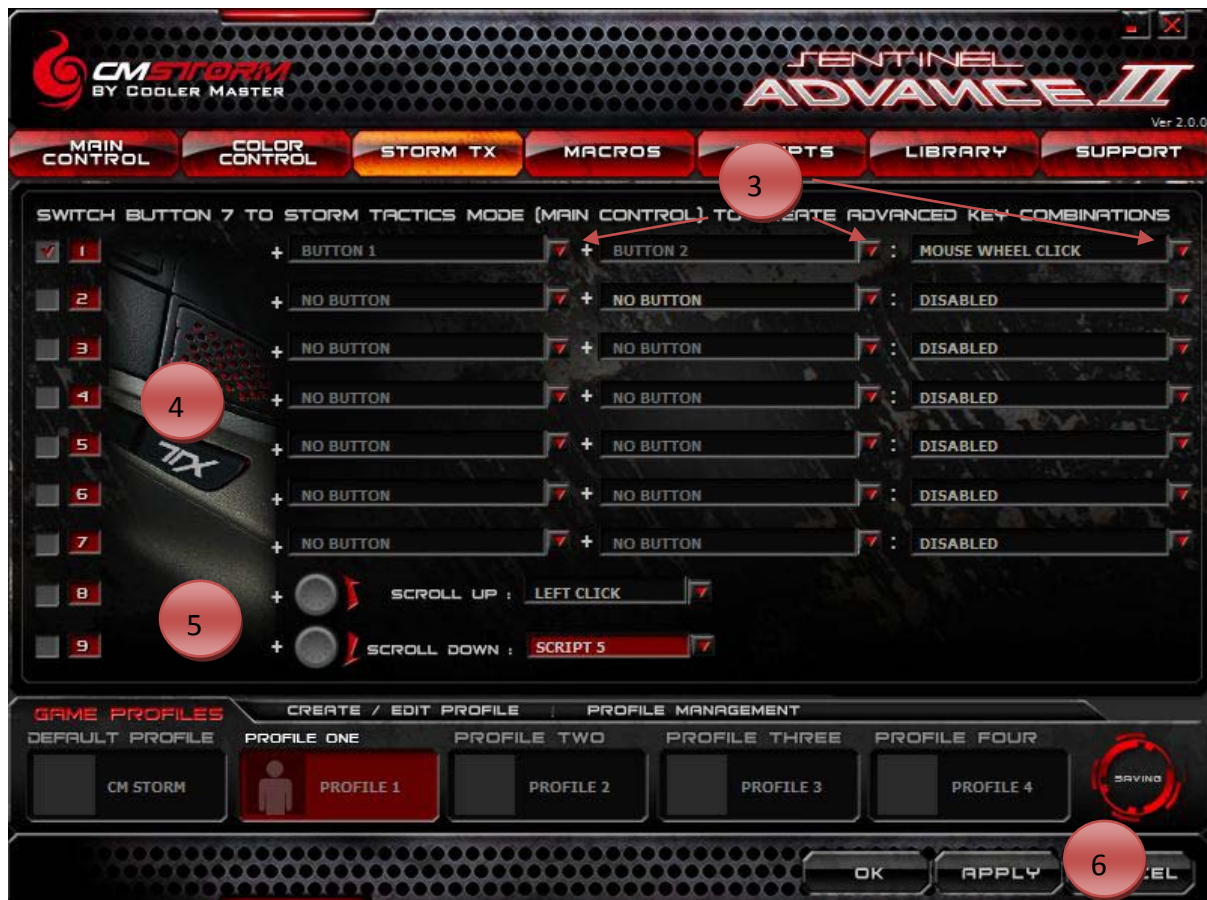 CMSTORM
BY COOLER MASTER
SENTINEL
ADVANCE II
Ver 2.0.0
MAIN CONTROL COLOR CONTROL STORM TX MACROS LIBRARY SUPPORT
3
SWITCH BUTTON 7 TO STORM TACTICS MODE (MAIN CONTROL) TO ADVANCED KEY COMBINATIONS
1 + BUTTON 1 + BUTTON 2 : MOUSE WHEEL CLICK
2 + NO BUTTON + NO BUTTON : DISABLED
3 + NO BUTTON + NO BUTTON : DISABLED
4 + NO BUTTON + NO BUTTON : DISABLED
4
5 + NO BUTTON + NO BUTTON : DISABLED
TX
6 + NO BUTTON + NO BUTTON : DISABLED
7 + NO BUTTON + NO BUTTON : DISABLED
8 + SCROLL UP : LEFT CLICK
5
9 + SCROLL DOWN : SCRIPT 5
GAME PROFILES CREATE / EDIT PROFILE | PROFILE MANAGEMENT
DEFAULT PROFILE PROFILE ONE PROFILE TWO PROFILE THREE PROFILE FOUR
CM STORM PROFILE 1 PROFILE 2 PROFILE 3 PROFILE 4 SAVING
OK APPLY 6